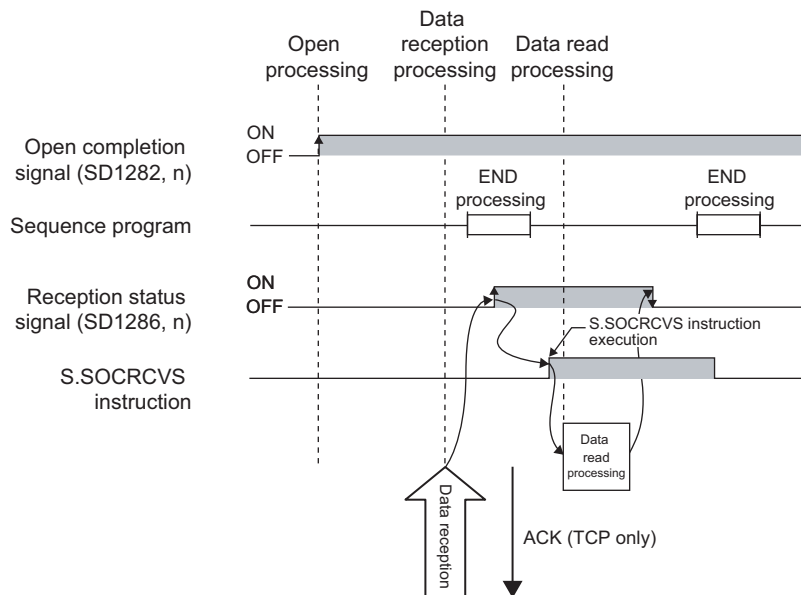 Data
Open reception Data read
processing processing processing
Open completion
signal (SD1282, n)
ON
OFF
END
processing
END
processing
Sequence program
Reception status
signal (SD1286, n)
ON
OFF
S.SOCRCVS instruction
execution
S.SOCRCVS
instruction
Data
read
processing
Data reception
ACK (TCP only)